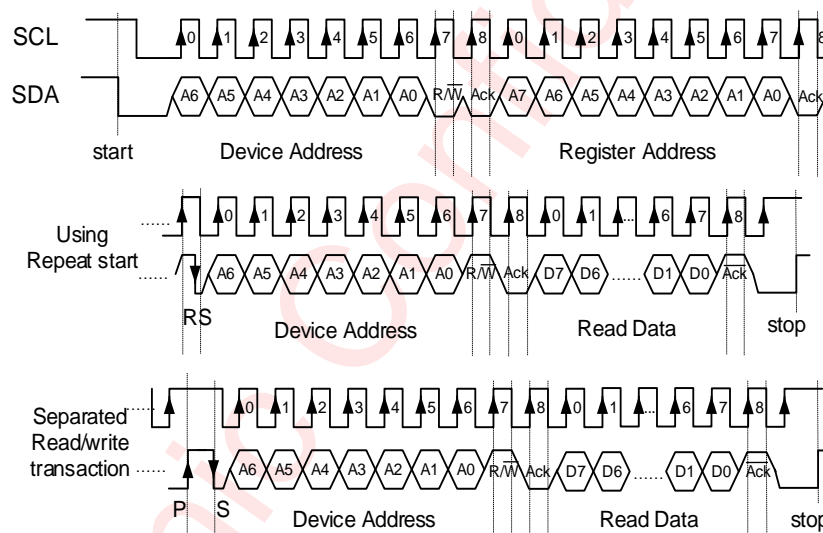 SCL 0 1 2 3 4 5 6 7 8 0 1 2 3 4 5 6 7 8
SDA A6 A5 A4 A3 A2 A1 A0 R/W̅ Ack A7 A6 A5 A4 A3 A2 A1 A0 Ack
start Device Address Register Address
...... 0 1 2 3 4 5 6 7 8 0 1 ... 6 7 8
Using
Repeat start
...... A6 A5 A4 A3 A2 A1 A0 R/W̅ Ack D7 D6 ...... D1 D0 A̅c̅k̅
RS Device Address Read Data stop
...... 0 1 2 3 4 5 6 7 8 0 1 ... 6 7 8
Separated
Read/write
transaction
...... A6 A5 A4 A3 A2 A1 A0 R/W̅ Ack D7 D6 ...... D1 D0 A̅c̅k̅
P S Device Address Read Data stop